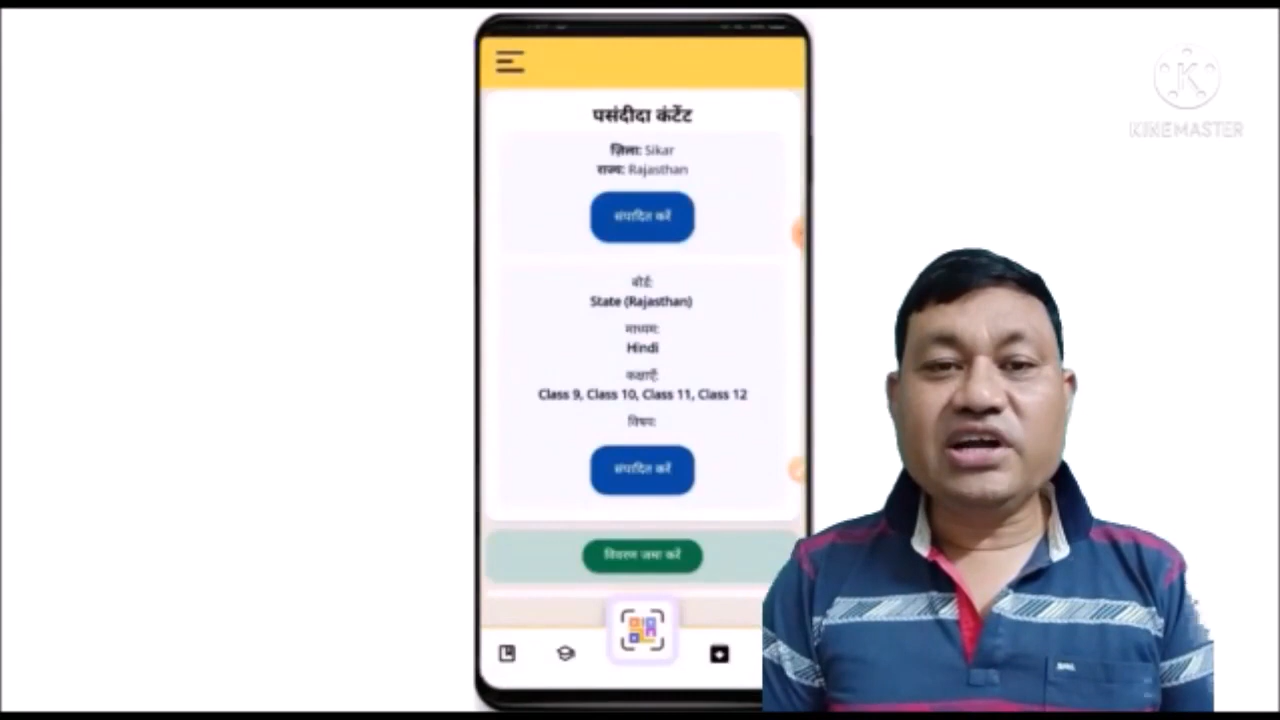 पसंदीदा कंटेंट
ज़िला: Sikar
राज्य: Rajasthan
संपादित करें
बोर्ड:
State (Rajasthan)
माध्यम:
Hindi
कक्षाएँ:
Class 9, Class 10, Class 11, Class 12
विषय:
संपादित करें
विवरण जमा करें
KINEMASTER